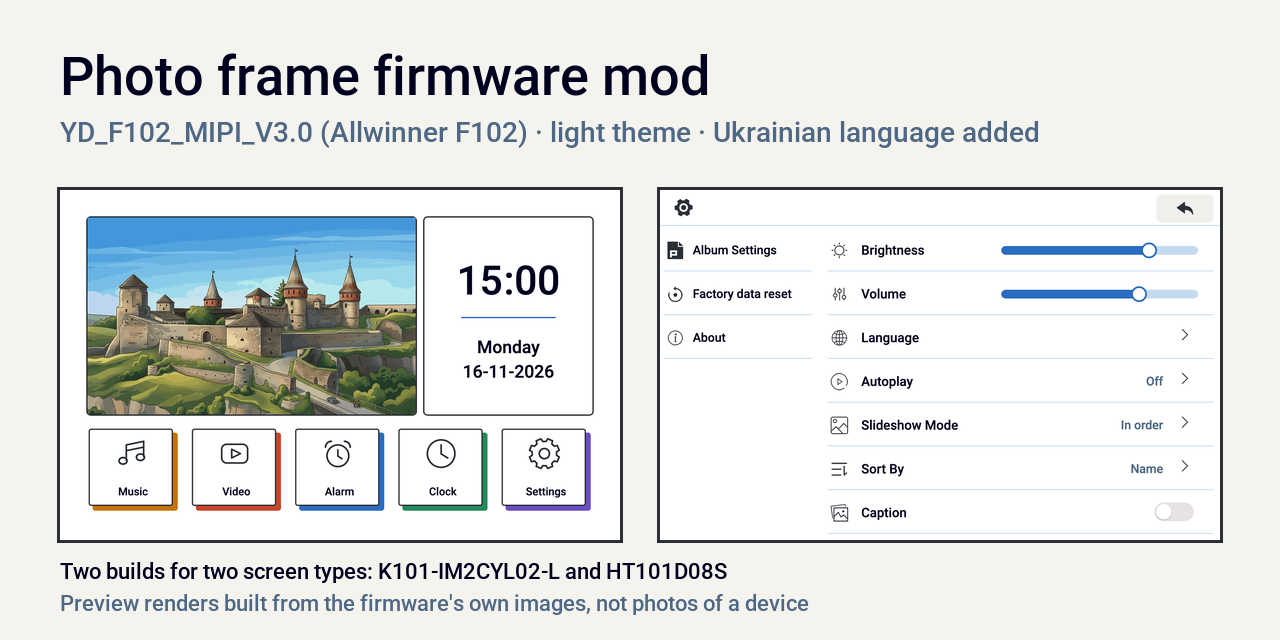 Photo frame firmware mod
YD_F102_MIPI_V3.0 (Allwinner F102) · light theme · Ukrainian language added
15:00
Monday
16-11-2026
Music
Video
Alarm
Clock
Settings
Album Settings
Factory data reset
About
Brightness
Volume
Language
Autoplay Off
Slideshow Mode In order
Sort By Name
Caption
Two builds for two screen types: K101-IM2CYL02-L and HT101D08S
Preview renders built from the firmware's own images, not photos of a device